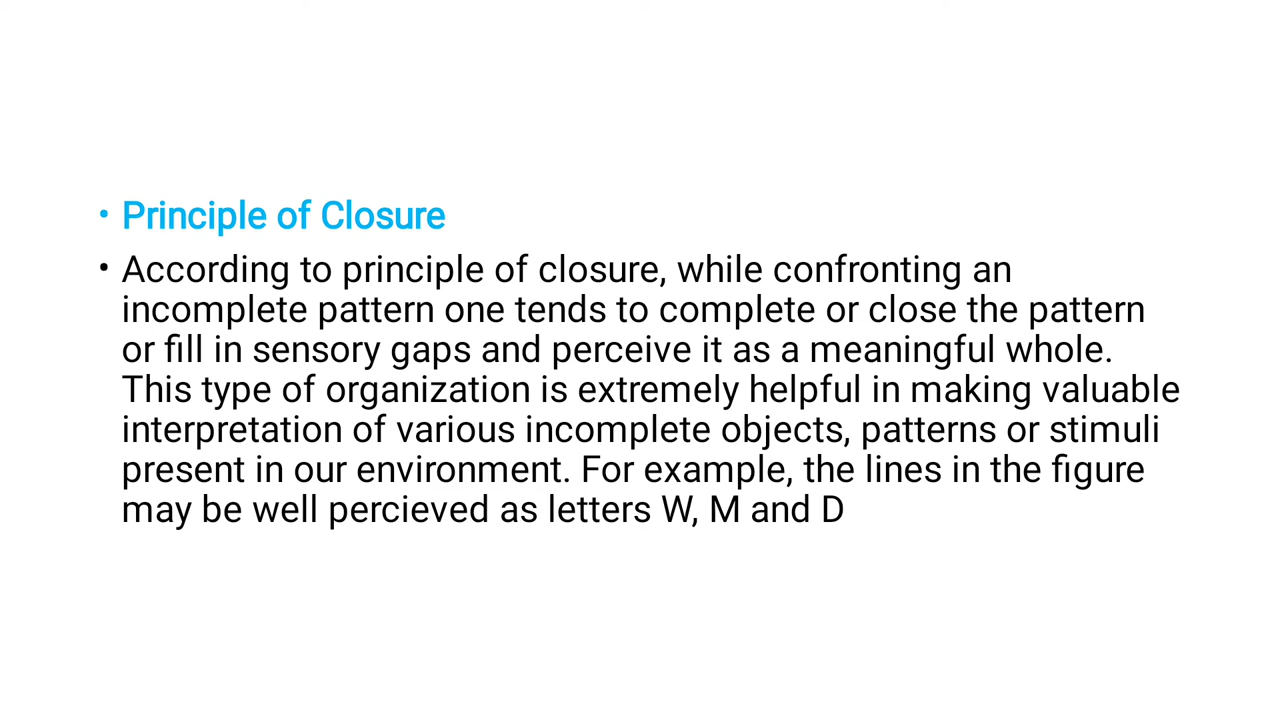 • Principle of Closure
• According to principle of closure, while confronting an
incomplete pattern one tends to complete or close the pattern
or fill in sensory gaps and perceive it as a meaningful whole.
This type of organization is extremely helpful in making valuable
interpretation of various incomplete objects, patterns or stimuli
present in our environment. For example, the lines in the figure
may be well percieved as letters W, M and D